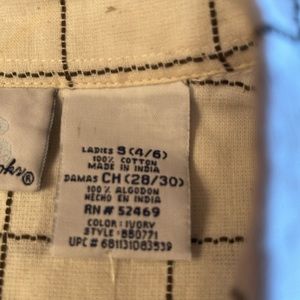 LADIES S (4/6)
100% COTTON
MADE IN INDIA
DAMAS CH (28/30)
100% ALGODON
HECHO EN INDIA
RN# 52469
COLOR: IVORY
STYLE: 880771
UPC# 681131083539